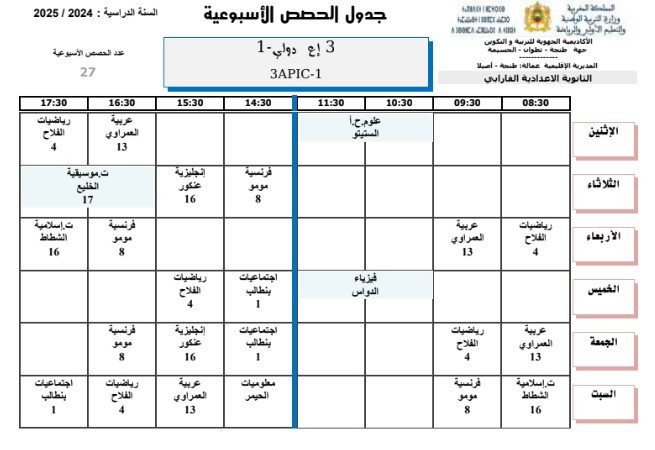 المملكة المغربية
وزارة التربية الوطنية
والتعليم الأولي والرياضة
الأكاديمية الجهوية للتربية و التكوين
جهة طنجة - تطوان - الحسيمة
المديرية الإقليمية عمالة: طنجة - أصيلا
الثانوية الاعدادية الفارابي
جدول الحصص الأسبوعية
السنة الدراسية : 2024 / 2025
3 إع دولي-1
3APIC-1
عدد الحصص الأسبوعية
27
08:30 09:30 10:30 11:30 14:30 15:30 16:30 17:30
الإثنين
علوم.ح.أ
الستيتو
عربية
العمراوي
13
رياضيات
الفلاح
4
الثلاثاء
فرنسية
مومو
8
إنجليزية
عنكور
16
ت.موسيقية
الخليع
17
الأربعاء
رياضيات
الفلاح
4
عربية
العمراوي
13
فرنسية
مومو
8
ت.إسلامية
الشطاط
16
الخميس
فيزياء
الدواس
اجتماعيات
بنطالب
1
رياضيات
الفلاح
4
الجمعة
عربية
العمراوي
13
رياضيات
الفلاح
4
اجتماعيات
بنطالب
1
إنجليزية
عنكور
16
فرنسية
مومو
8
السبت
ت.إسلامية
الشطاط
16
فرنسية
مومو
8
معلوميات
الحيمر
عربية
العمراوي
13
رياضيات
الفلاح
4
اجتماعيات
بنطالب
1